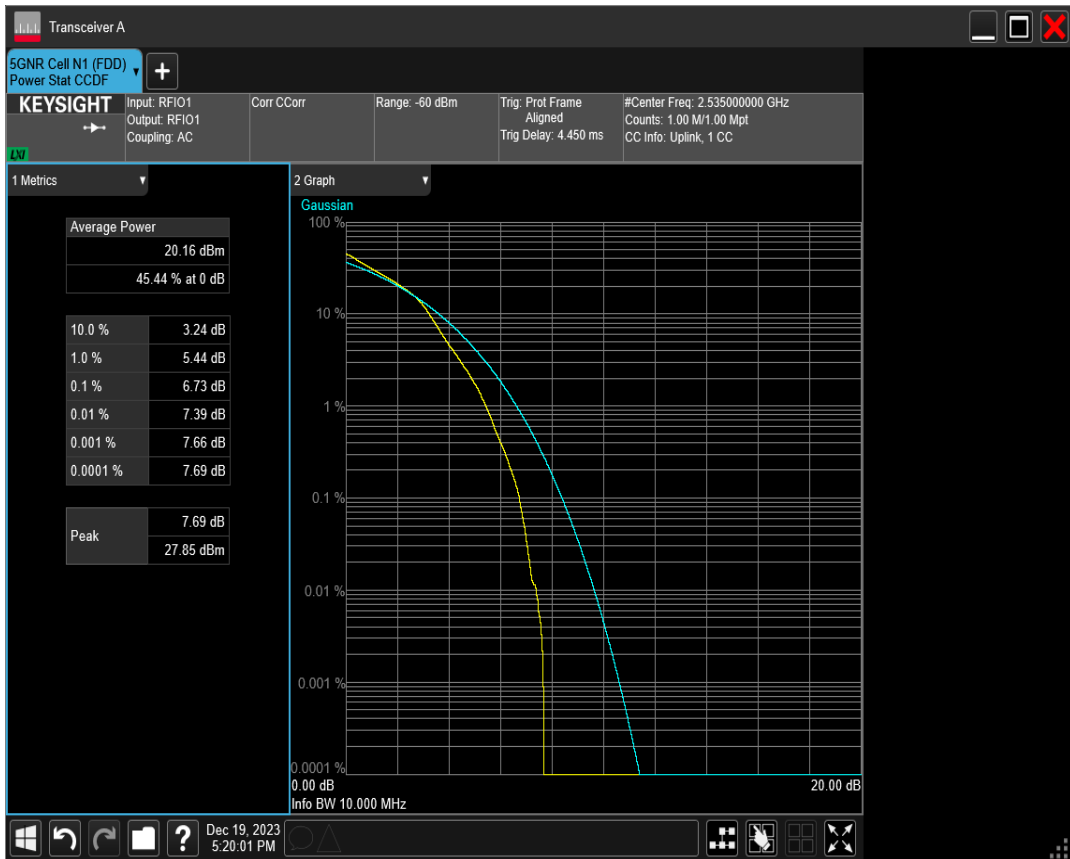 Transceiver A
5GNR Cell N1 (FDD)
Power Stat CCDF
+
KEYSIGHT
LXI
Input: RFIO1
Output: RFIO1
Coupling: AC
Corr CCorr
Range: -60 dBm
Trig: Prot Frame
Aligned
Trig Delay: 4.450 ms
#Center Freq: 2.535000000 GHz
Counts: 1.00 M/1.00 Mpt
CC Info: Uplink, 1 CC
1 Metrics
Average Power
20.16 dBm
45.44 % at 0 dB
10.0 % 3.24 dB
1.0 % 5.44 dB
0.1 % 6.73 dB
0.01 % 7.39 dB
0.001 % 7.66 dB
0.0001 % 7.69 dB
Peak 7.69 dB
27.85 dBm
2 Graph
Gaussian
100 %
10 %
1 %
0.1 %
0.01 %
0.001 %
0.0001 %
0.00 dB 20.00 dB
Info BW 10.000 MHz
?
Dec 19, 2023
5:20:01 PM